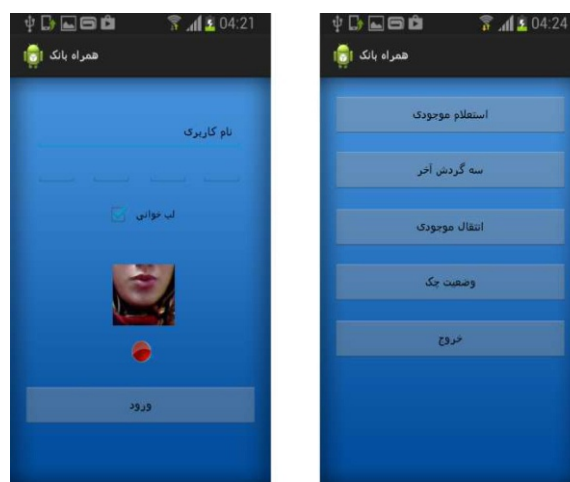 04:21
همراه بانک
نام کاربری
لب خوانی
ورود
04:24
همراه بانک
استعلام موجودی
سه گردش آخر
انتقال موجودی
وضعیت چک
خروج